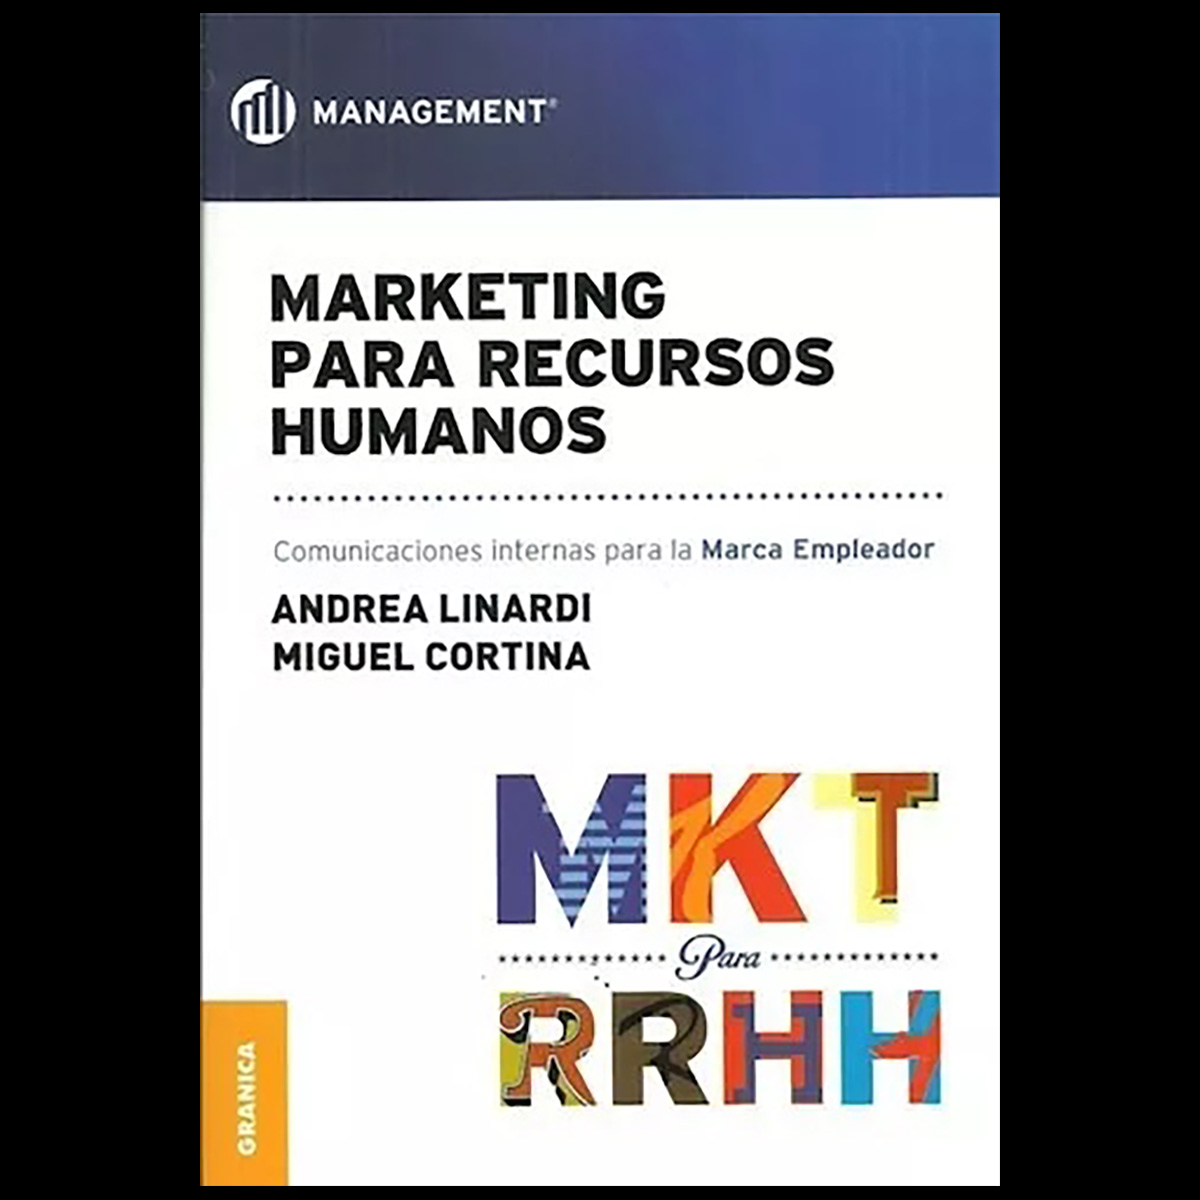 MANAGEMENT®
MARKETING
PARA RECURSOS
HUMANOS
Comunicaciones internas para la Marca Empleador
ANDREA LINARDI
MIGUEL CORTINA
MKT
Para
RRHH
GRANICA